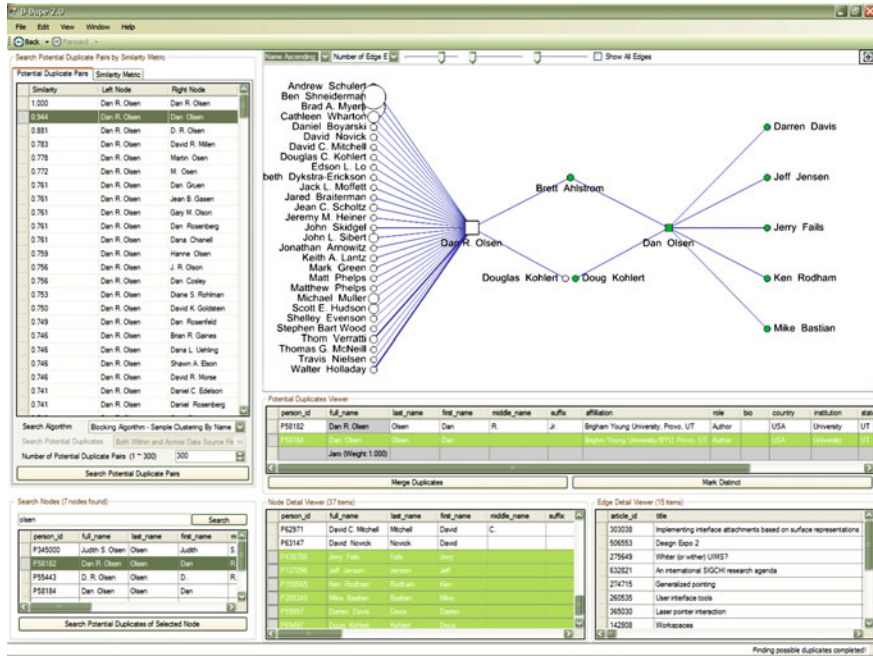 D-Dupe 2.0
File Edit View Window Help
Back Forward
Search Potential Duplicate Pairs by Similarity Metric
Potential Duplicate Pairs Similarity Metric
Similarity Left Node Right Node
1.000 Dan R. Olsen Dan R. Olsen
0.944 Dan R. Olsen Dan Olsen
0.881 Dan R. Olsen D. R. Olsen
0.783 Dan R. Olsen David R. Millen
0.778 Dan R. Olsen Martin Olsen
0.772 Dan R. Olsen M. Olsen
0.761 Dan R. Olsen Dan Gruen
0.761 Dan R. Olsen Jean B. Gasen
0.761 Dan R. Olsen Gary M. Olson
0.761 Dan R. Olsen Dan Rosenberg
0.761 Dan R. Olsen Dana Chanell
0.759 Dan R. Olsen Hanne Olsen
0.756 Dan R. Olsen J. R. Olson
0.756 Dan R. Olsen Dan Cosley
0.753 Dan R. Olsen Diane S. Rohlman
0.750 Dan R. Olsen David K. Goldstein
0.749 Dan R. Olsen Dan Rosenfeld
0.746 Dan R. Olsen Brian R. Gaines
0.746 Dan R. Olsen Dana L. Uehling
0.746 Dan R. Olsen Shawn A. Elson
0.746 Dan R. Olsen David R. Morse
0.741 Dan R. Olsen Daniel C. Edelson
0.741 Dan R. Olsen Daniel Rosenberg
Search Algorithm Blocking Algorithm - Sample Clustering By Name
Search Potential Duplicates Both Within and Across Data Source File
Number of Potential Duplicate Pairs (1 ~ 300) 300
Search Potential Duplicate Pairs
Search Nodes (7 nodes found)
olsen Search
person_id full_name last_name first_name m
P345000 Judith S. Olsen Olsen Judith S.
P58182 Dan R. Olsen Olsen Dan R.
P55443 D. R. Olsen Olsen D. R.
P58184 Dan Olsen Olsen Dan
Search Potential Duplicates of Selected Node
Name Ascending Number of Edge E Show All Edges
Andrew Schulert
Ben Shneiderman
Brad A. Myers
Cathleen Wharton
Daniel Boyarski
David Novick
David C. Mitchell
Douglas C. Kohlert
Edson L. Lo
beth Dykstra-Erickson
Jack L. Moffett
Jared Braiterman
Jean C. Scholtz
Jeremy M. Heiner
John Skidgel
John L. Sibert
Jonathan Arnowitz
Keith A. Lantz
Mark Green
Matt Phelps
Matthew Phelps
Michael Muller
Scott E. Hudson
Shelley Evenson
Stephen Bart Wood
Thom Verratti
Thomas G. McNeill
Travis Nielsen
Walter Holladay
Dan R. Olsen
Brett Ahlstrom
Douglas Kohlert Doug Kohlert
Dan Olsen
Darren Davis
Jeff Jensen
Jerry Fails
Ken Rodham
Mike Bastian
Potential Duplicates Viewer
person_id full_name last_name first_name middle_name suffix affiliation role bio country institution state
P58182 Dan R. Olsen Olsen Dan R. Jr. Brigham Young University, Provo, UT Author USA University UT
P58184 Dan Olsen Olsen Dan Brighm Young University/BYU, Provo, UT Author USA University UT
Jaro (Weight:1.000)
Merge Duplicates Mark Distinct
Node Detail Viewer (37 items)
person_id full_name last_name first_name middle_name suffix
P62971 David C. Mitchell Mitchell David C.
P63147 David Novick Novick David
Jerry Fails Fails Jerry
Jeff Jensen Jensen Jeff
Ken Rodham Rodham Ken
Mike Bastian Bastian Mike
Darren Davis Davis Darren
Doug Kohlert Kohlert Doug
Edge Detail Viewer (15 items)
article_id title
303038 Implementing interface attachments based on surface representations
506553 Design Expo 2
275649 Whiter (or wither) UIMS?
632821 An international SIGCHI research agenda
274715 Generalized pointing
260535 User interface tools
365030 Laser pointer interaction
142808 Workspaces
Finding possible duplicates completed!